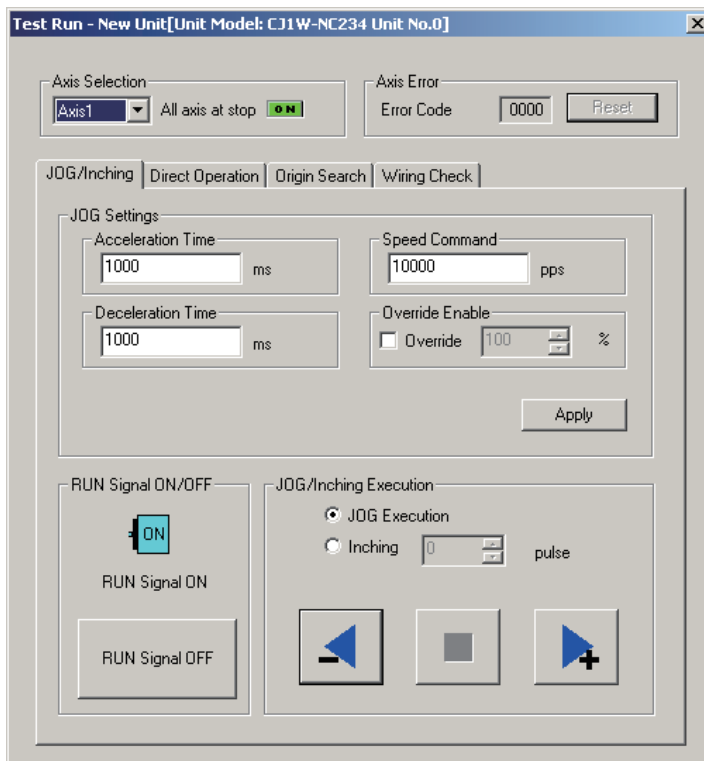 Test Run - New Unit[Unit Model: CJ1W-NC234 Unit No.0]
Axis Selection
Axis1
All axis at stop
ON
Axis Error
Error Code
0000
Reset
JOG/Inching
Direct Operation
Origin Search
Wiring Check
JOG Settings
Acceleration Time
1000 ms
Speed Command
10000 pps
Deceleration Time
1000 ms
Override Enable
Override 100 %
Apply
RUN Signal ON/OFF
ON
RUN Signal ON
RUN Signal OFF
JOG/Inching Execution
JOG Execution
Inching 0 pulse